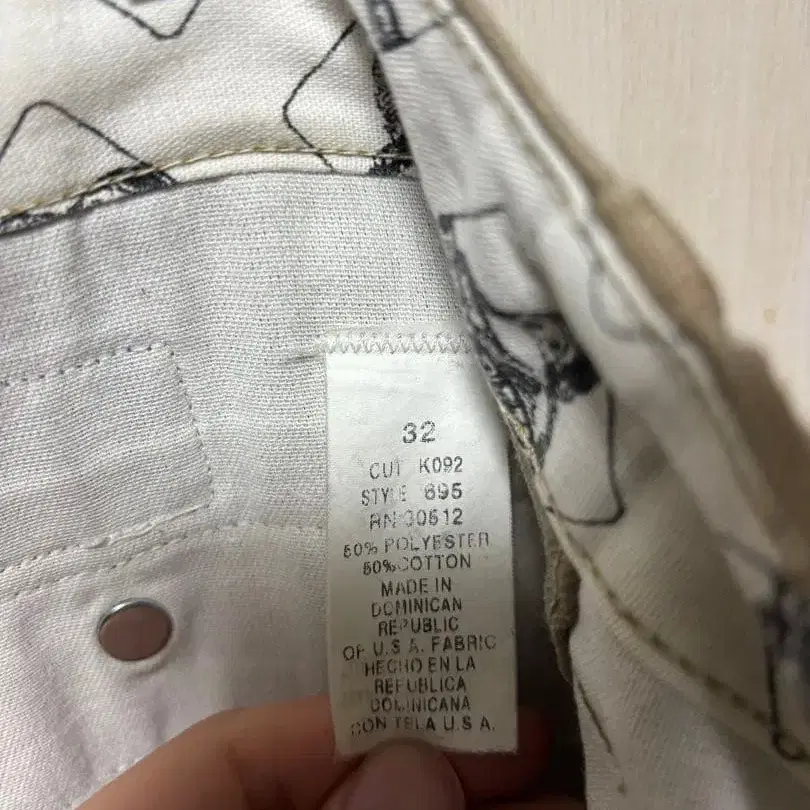 32
CUT K092
STYLE 695
RN 30512
50% POLYESTER
50% COTTON
MADE IN
DOMINICAN
REPUBLIC
OF U.S.A. FABRIC
HECHO EN LA
REPUBLICA
DOMINICANA
CON TELA U.S.A.